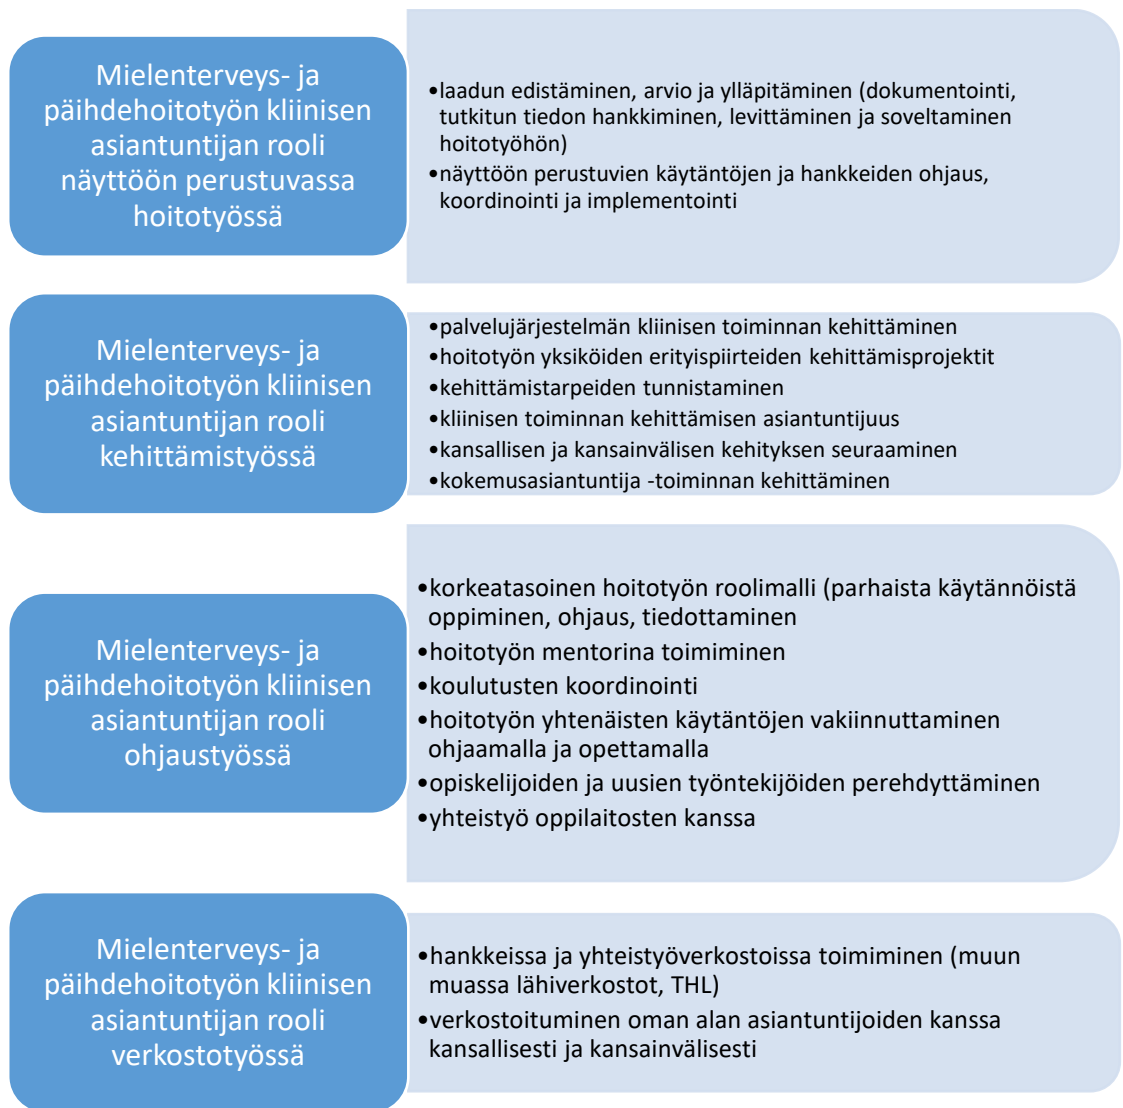 Mielenterveys- ja
päihdehoitotyön kliinisen
asiantuntijan rooli
näyttöön perustuvassa
hoitotyössä
•laadun edistäminen, arvio ja ylläpitäminen (dokumentointi,
tutkitun tiedon hankkiminen, levittäminen ja soveltaminen
hoitotyöhön)
•näyttöön perustuvien käytäntöjen ja hankkeiden ohjaus,
koordinointi ja implementointi
Mielenterveys- ja
päihdehoitotyön kliinisen
asiantuntijan rooli
kehittämistyössä
•palvelujärjestelmän kliinisen toiminnan kehittäminen
•hoitotyön yksiköiden erityispiirteiden kehittämisprojektit
•kehittämistarpeiden tunnistaminen
•kliinisen toiminnan kehittämisen asiantuntijuus
•kansallisen ja kansainvälisen kehityksen seuraaminen
•kokemusasiantuntija -toiminnan kehittäminen
Mielenterveys- ja
päihdehoitotyön kliinisen
asiantuntijan rooli
ohjaustyössä
•korkeatasoinen hoitotyön roolimalli (parhaista käytännöistä
oppiminen, ohjaus, tiedottaminen
•hoitotyön mentorina toimiminen
•koulutusten koordinointi
•hoitotyön yhtenäisten käytäntöjen vakiinnuttaminen
ohjaamalla ja opettamalla
•opiskelijoiden ja uusien työntekijöiden perehdyttäminen
•yhteistyö oppilaitosten kanssa
Mielenterveys- ja
päihdehoitotyön kliinisen
asiantuntijan rooli
verkostotyössä
•hankkeissa ja yhteistyöverkostoissa toimiminen (muun
muassa lähiverkostot, THL)
•verkostoituminen oman alan asiantuntijoiden kanssa
kansallisesti ja kansainvälisesti